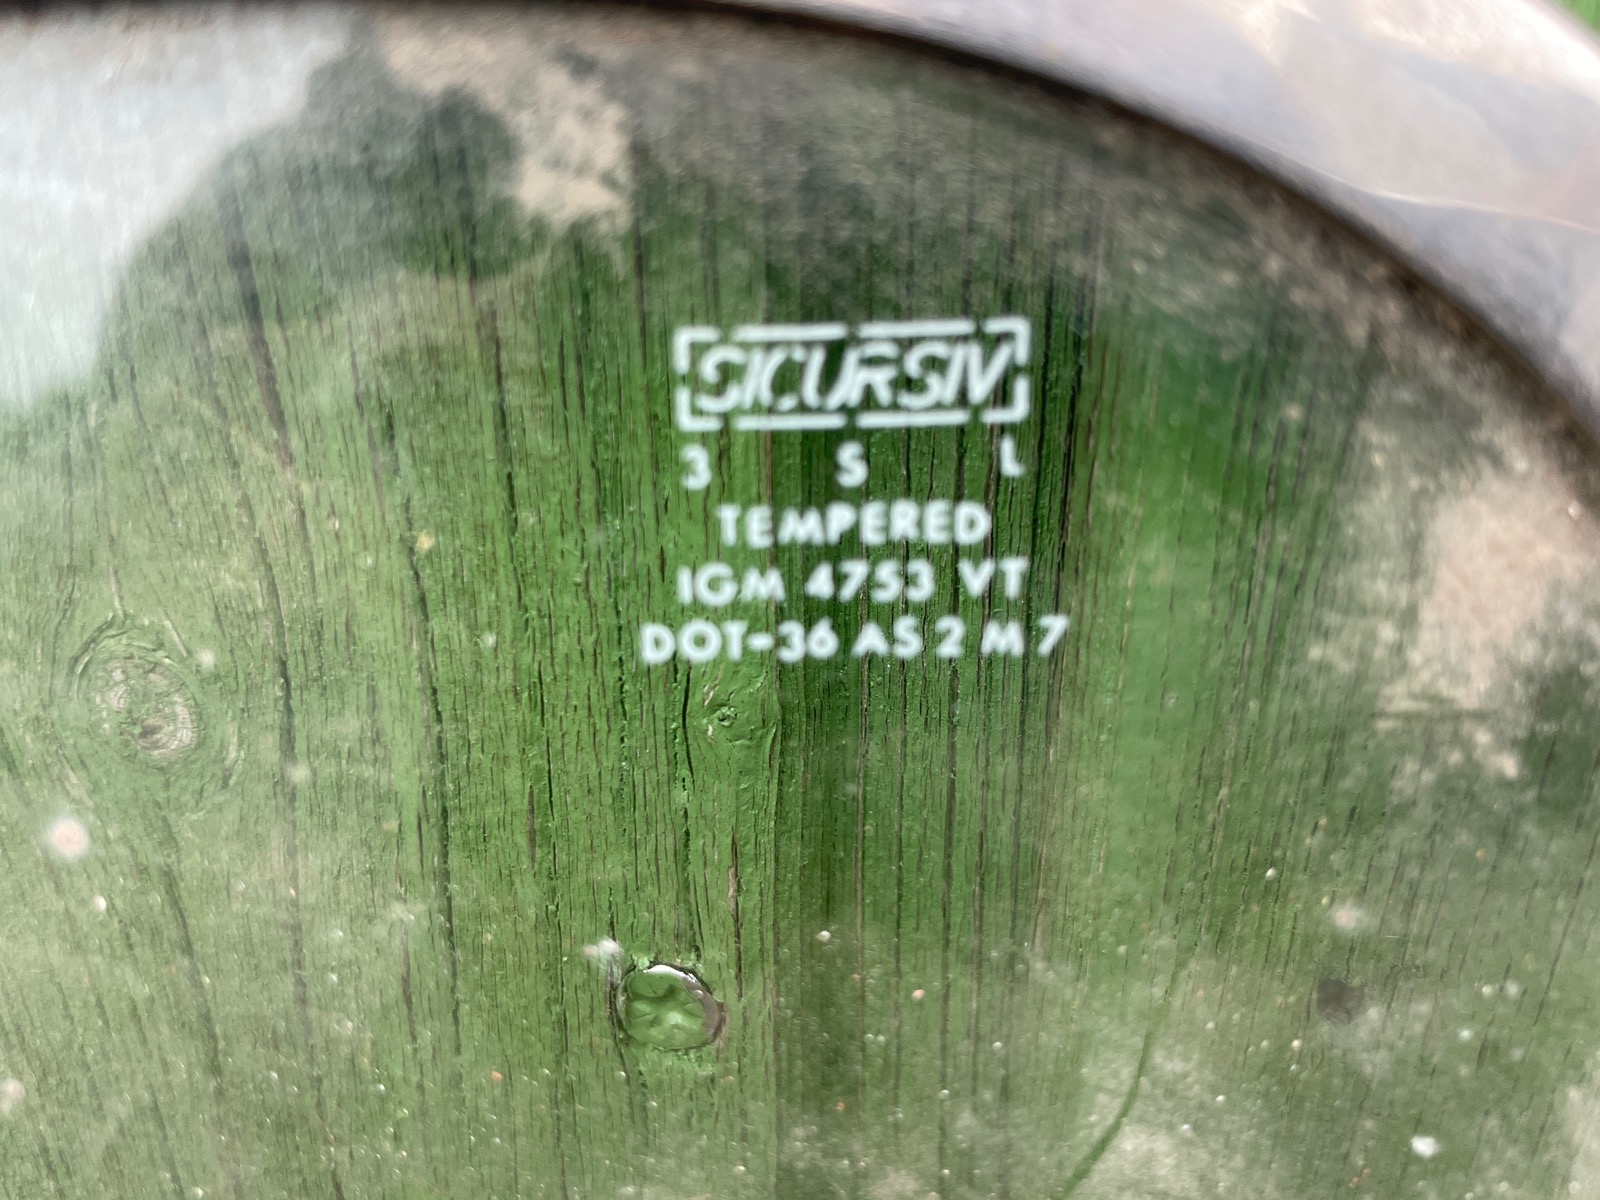 SICURSIV
3 S L
TEMPERED
IGM 4753 VT
DOT-36 AS 2 M 7